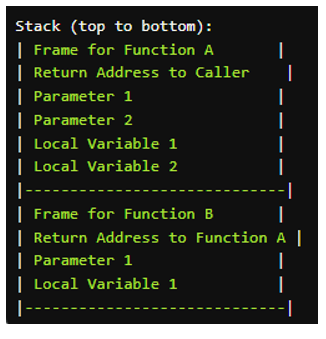 Stack (top to bottom):
| Frame for Function A       |
| Return Address to Caller    |
| Parameter 1                |
| Parameter 2                |
| Local Variable 1           |
| Local Variable 2           |
|-----------------------------|
| Frame for Function B       |
| Return Address to Function A |
| Parameter 1                |
| Local Variable 1           |
|-----------------------------|